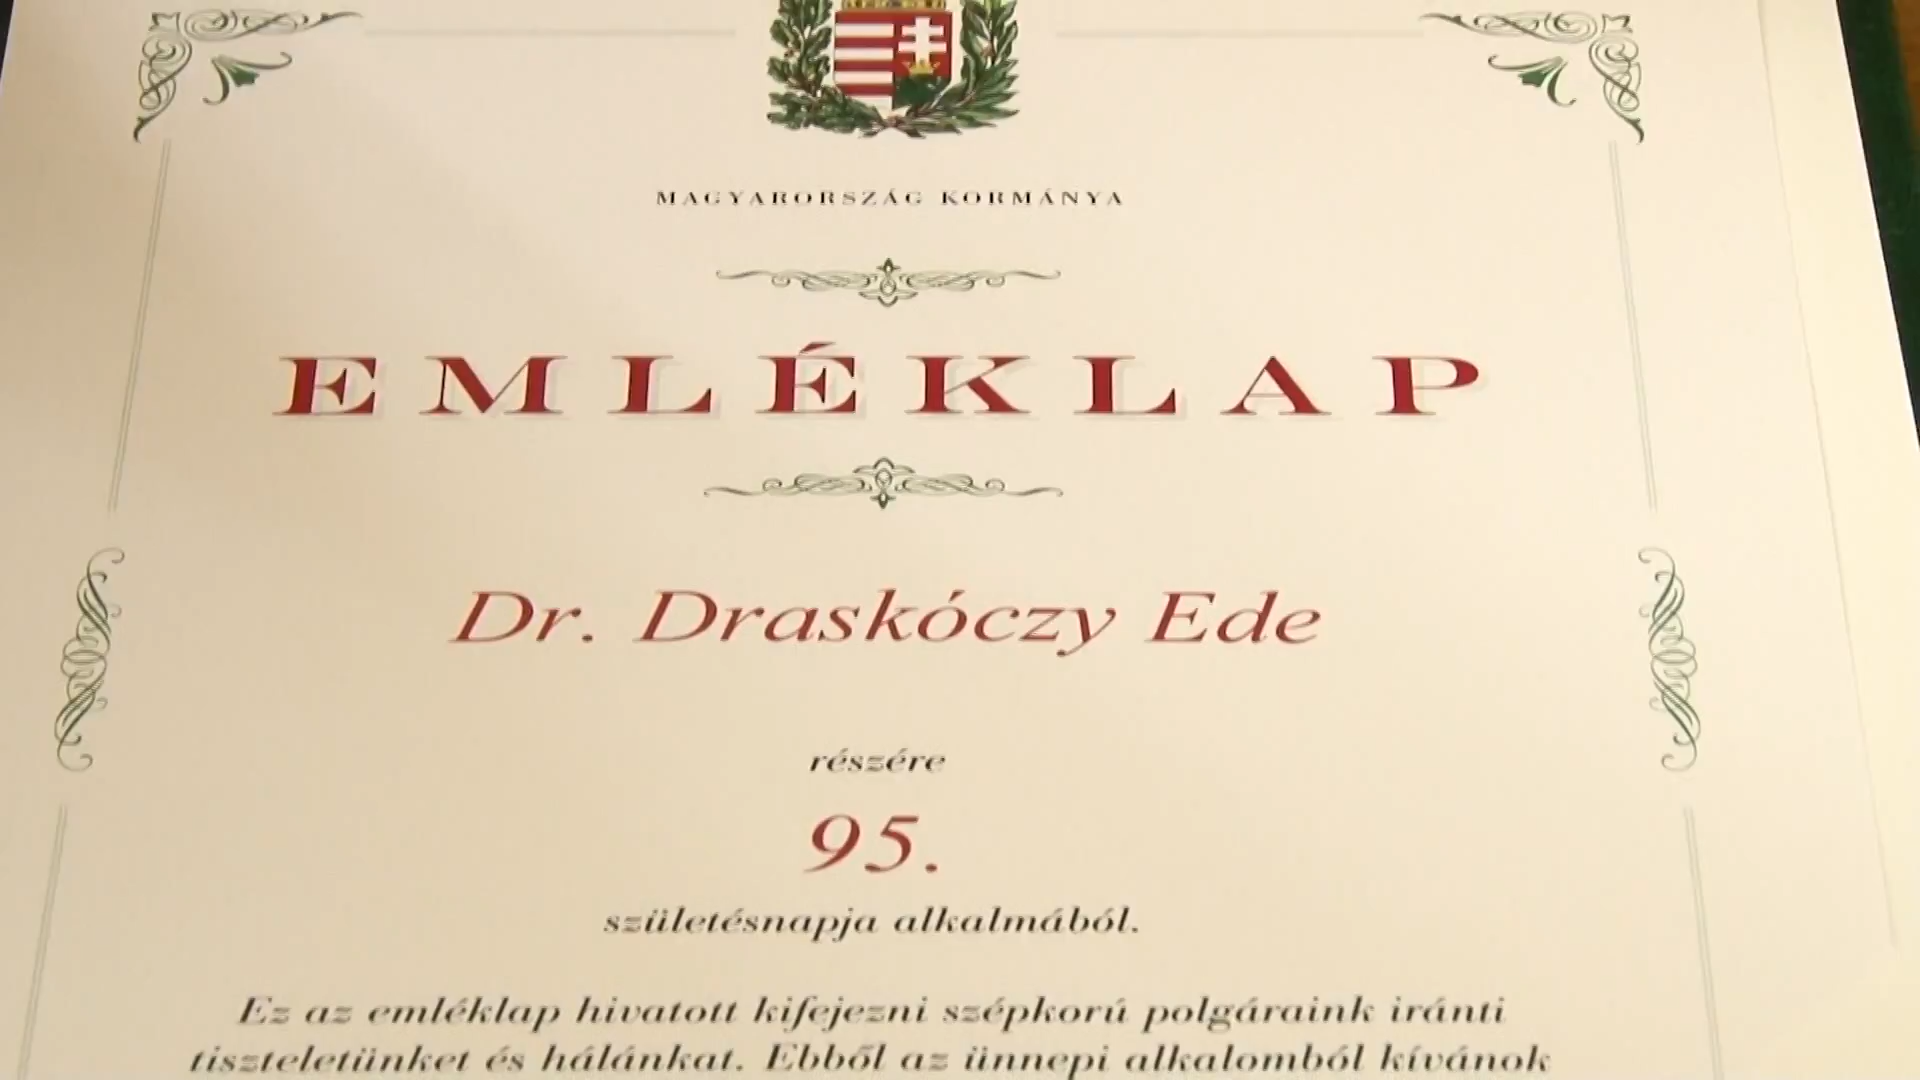 MAGYARORSZÁG KORMÁNYA
EMLÉKLAP
Dr. Draskóczy Ede
részére
95.
születésnapja alkalmából.
Ez az emléklap hivatott kifejezni szépkorú polgáraink iránti
tiszteletünket és hálánkat. Ebből az ünnepi alkalomból kívánok